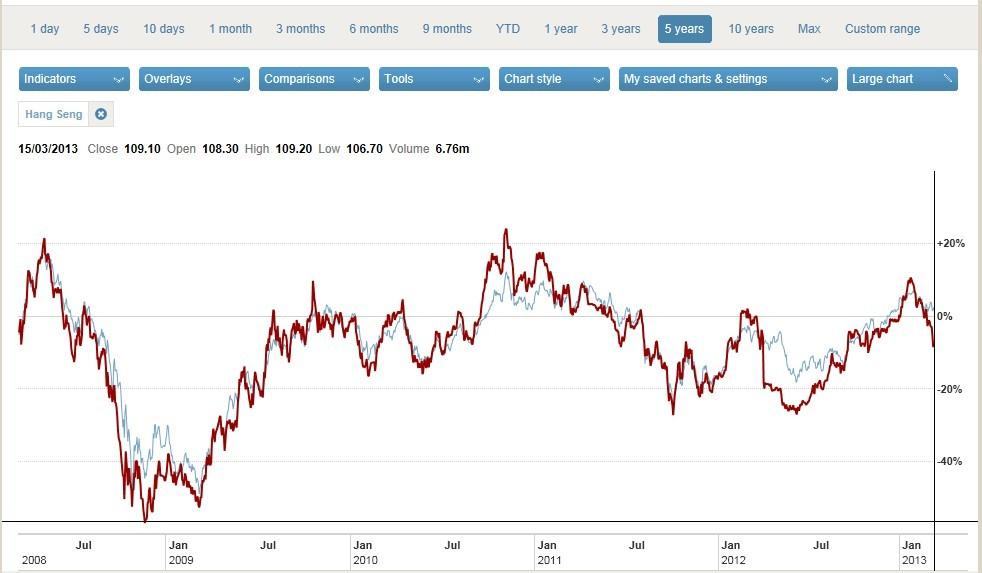 1 day 5 days 10 days 1 month 3 months 6 months 9 months YTD 1 year 3 years 5 years 10 years Max Custom range
Indicators Overlays Comparisons Tools Chart style My saved charts & settings Large chart
Hang Seng
15/03/2013 Close 109.10 Open 108.30 High 109.20 Low 106.70 Volume 6.76m
+20%
0%
-20%
-40%
Jul Jan Jul Jan Jul Jan Jul Jan Jul Jan
2008 2009 2010 2011 2012 2013